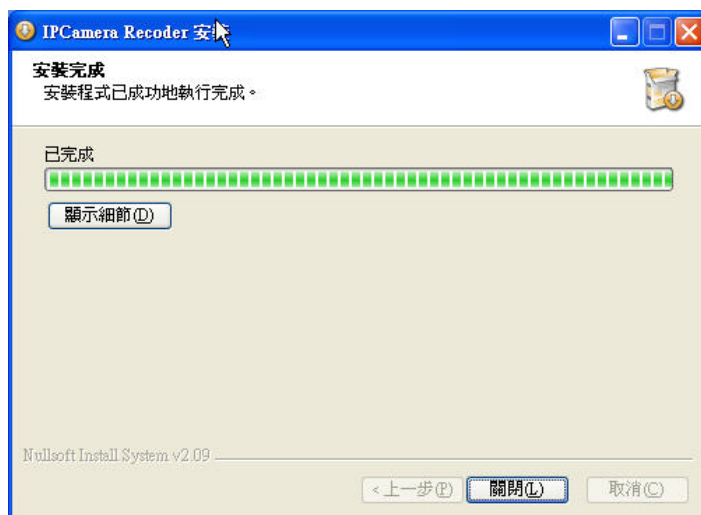 IPCamera Recoder 安裝
安裝完成
安裝程式已成功地執行完成。
已完成
顯示細節(D)
Nullsoft Install System v2.09
<上一步(P)
關閉(L)
取消(C)